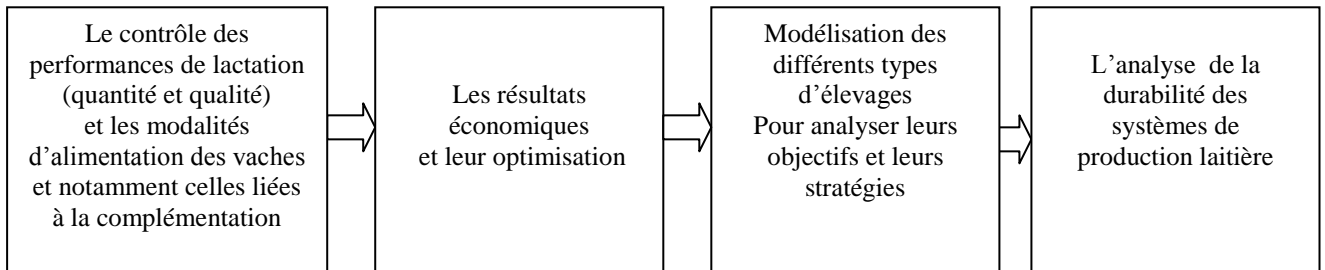 Le contrôle des
performances de lactation
(quantité et qualité)
et les modalités
d'alimentation des vaches
et notamment celles liées
à la complémentation
Les résultats
économiques
et leur optimisation
Modélisation des
différents types
d'élevages
Pour analyser leurs
objectifs et leurs
stratégies
L'analyse de la
durabilité des
systèmes de
production laitière